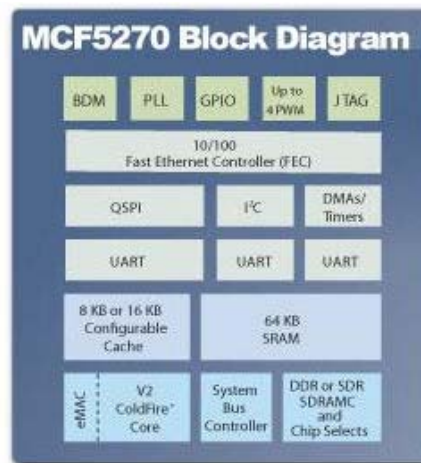 MCF5270 Block Diagram
BDM
PLL
GPIO
Up to
4 PWM
JTAG
10/100
Fast Ethernet Controller (FEC)
QSPI
I²C
DMAs/
Timers
UART
UART
UART
8 KB or 16 KB
Configurable
Cache
64 KB
SRAM
eMAC
V2
ColdFire®
Core
System
Bus
Controller
DDR or SDR
SDRAMC
and
Chip Selects